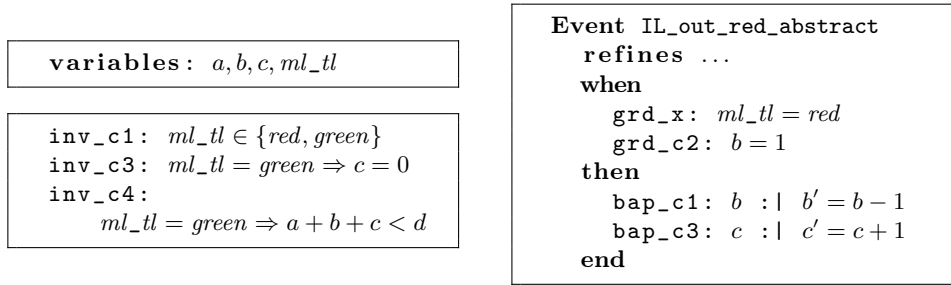 variables: a, b, c, ml_tl
inv_c1: ml_tl ∈ {red, green}
inv_c3: ml_tl = green ⇒ c = 0
inv_c4:
ml_tl = green ⇒ a + b + c < d
Event IL_out_red_abstract
refines ...
when
grd_x: ml_tl = red
grd_c2: b = 1
then
bap_c1: b :| b′ = b − 1
bap_c3: c :| c′ = c + 1
end